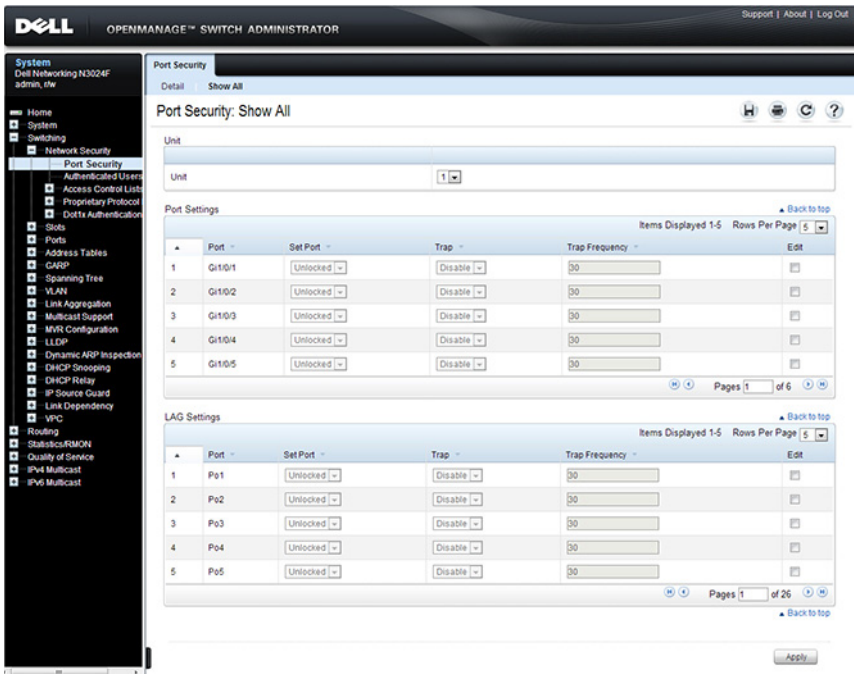 Support | About | Log Out
DELL OPENMANAGE™ SWITCH ADMINISTRATOR
System
Dell Networking N3024F
admin, r/w
Home
System
Switching
Network Security
Port Security
Authenticated Users
Access Control Lists
Proprietary Protocol
Dot1x Authentication
Slots
Ports
Address Tables
GARP
Spanning Tree
VLAN
Link Aggregation
Multicast Support
MVR Configuration
LLDP
Dynamic ARP Inspection
DHCP Snooping
DHCP Relay
IP Source Guard
Link Dependency
VPC
Routing
Statistics/RMON
Quality of Service
IPv4 Multicast
IPv6 Multicast
Port Security
Detail Show All
Port Security: Show All
Unit
Unit 1
Port Settings Back to top
Items Displayed 1-5 Rows Per Page 5
Port Set Port Trap Trap Frequency Edit
1 Gi1/0/1 Unlocked Disable 30
2 Gi1/0/2 Unlocked Disable 30
3 Gi1/0/3 Unlocked Disable 30
4 Gi1/0/4 Unlocked Disable 30
5 Gi1/0/5 Unlocked Disable 30
Pages 1 of 6
LAG Settings Back to top
Items Displayed 1-5 Rows Per Page 5
Port Set Port Trap Trap Frequency Edit
1 Po1 Unlocked Disable 30
2 Po2 Unlocked Disable 30
3 Po3 Unlocked Disable 30
4 Po4 Unlocked Disable 30
5 Po5 Unlocked Disable 30
Pages 1 of 26
Back to top
Apply